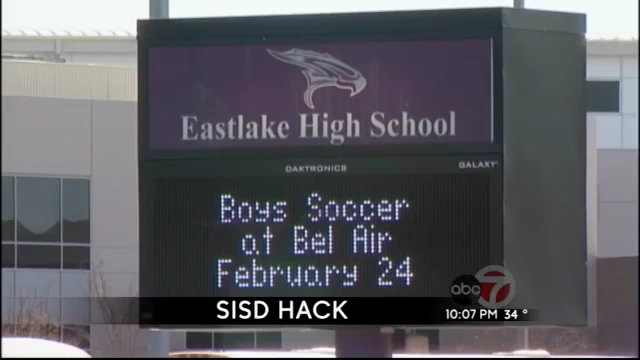 Eastlake High School
DAKTRONICS GALAXY
Boys Soccer
at Bel Air
February 24
SISD HACK
abc 7
10:07 PM 34°